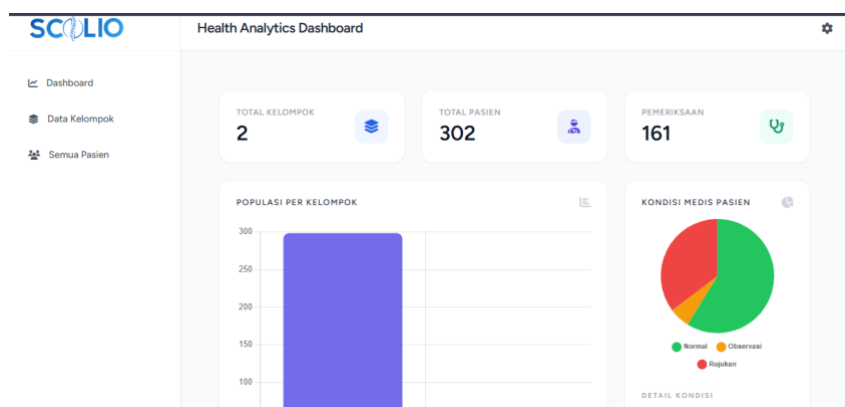 SCOLIO
Health Analytics Dashboard
Dashboard
Data Kelompok
Semua Pasien
TOTAL KELOMPOK
2
TOTAL PASIEN
302
PEMERIKSAAN
161
POPULASI PER KELOMPOK
300
250
200
150
100
KONDISI MEDIS PASIEN
Normal
Observasi
Rujukan
DETAIL KONDISI